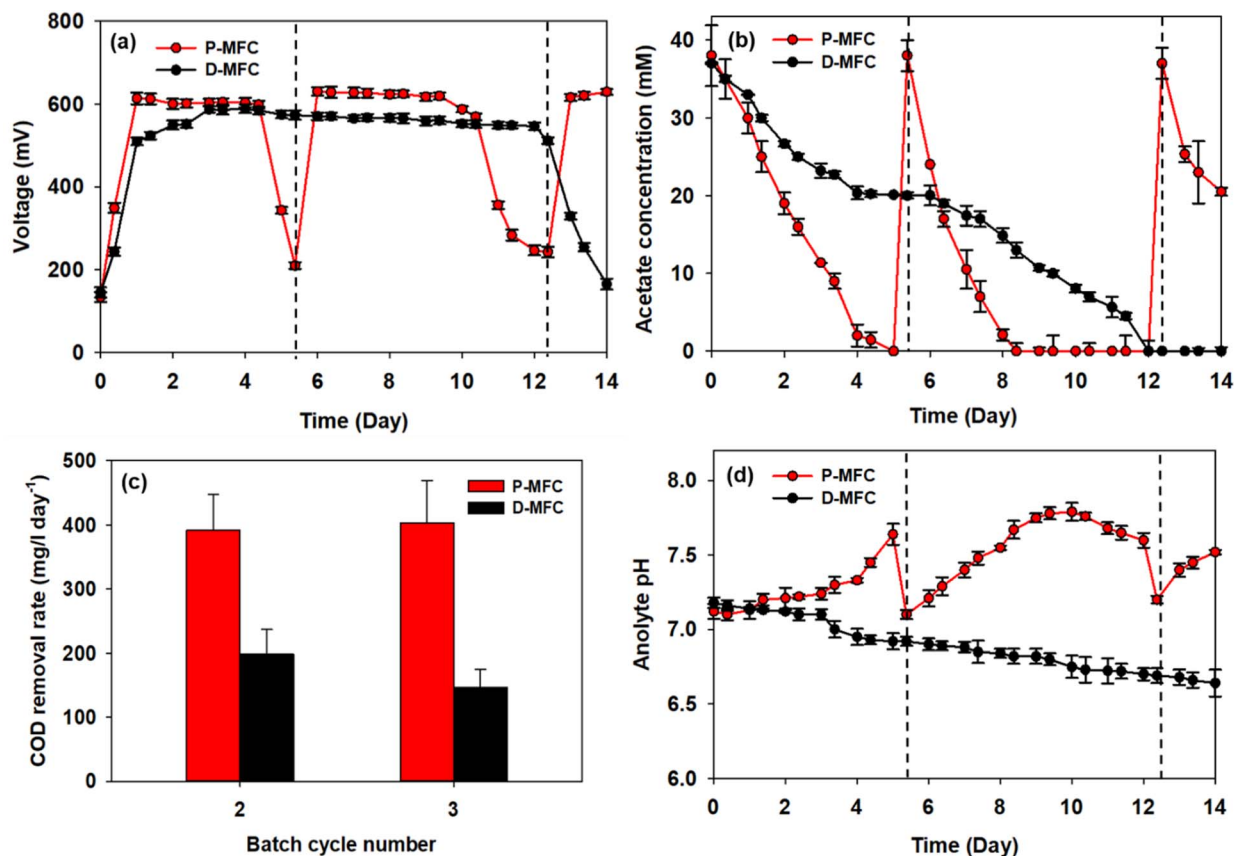 (a)
P-MFC
D-MFC
Voltage (mV)
800
600
400
200
0
0 2 4 6 8 10 12 14
Time (Day)
(b)
P-MFC
D-MFC
Acetate concentration (mM)
40
30
20
10
0
0 2 4 6 8 10 12 14
Time (Day)
(c)
P-MFC
D-MFC
COD removal rate (mg/l day-1)
500
400
300
200
100
0
2 3
Batch cycle number
(d)
P-MFC
D-MFC
Anolyte pH
8.0
7.5
7.0
6.5
6.0
0 2 4 6 8 10 12 14
Time (Day)